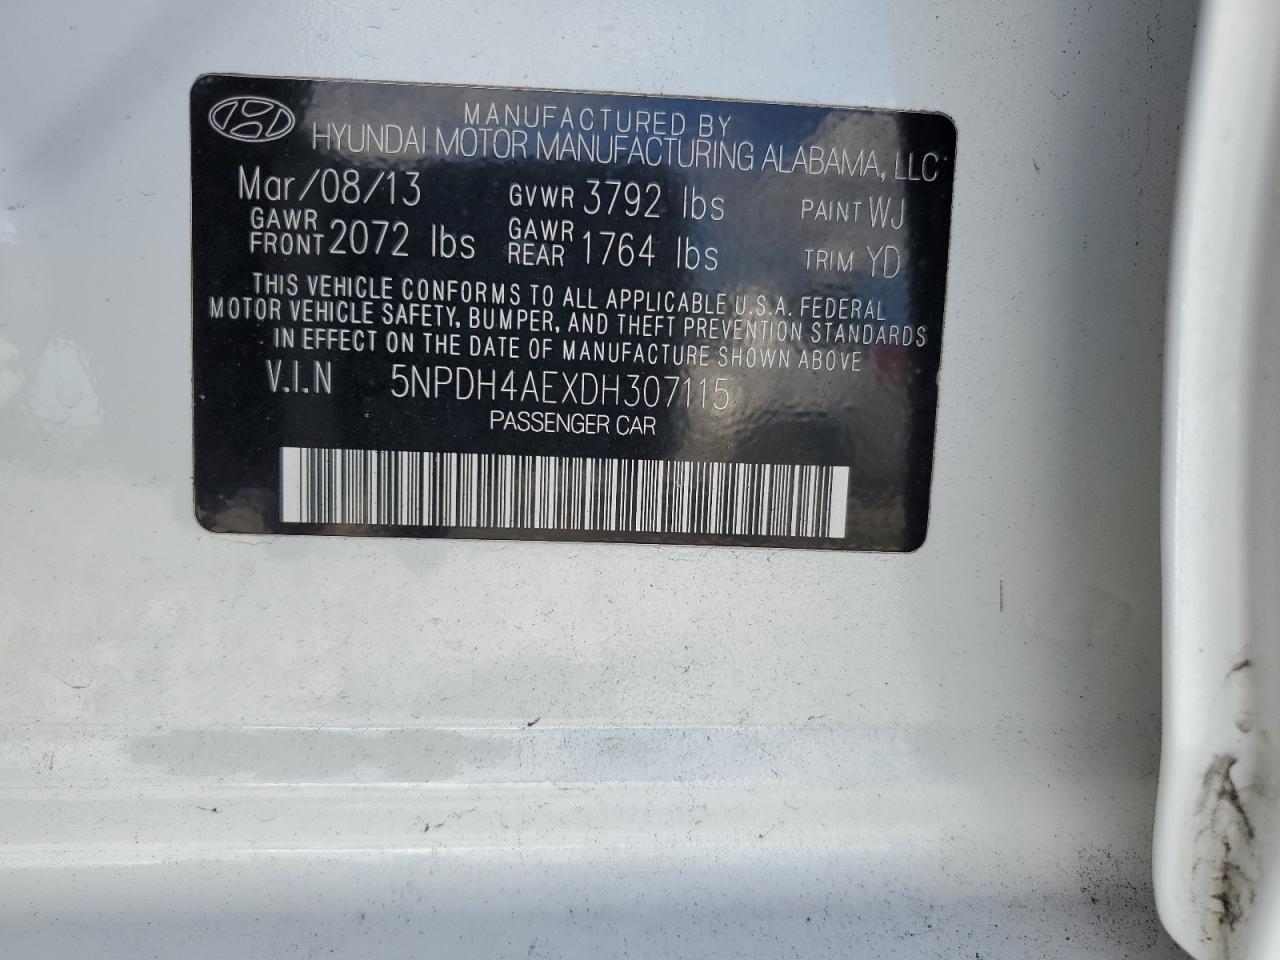 MANUFACTURED BY
HYUNDAI MOTOR MANUFACTURING ALABAMA, LLC
Mar/08/13 GVWR 3792 lbs PAINT WJ
GAWR FRONT 2072 lbs GAWR REAR 1764 lbs TRIM YD
THIS VEHICLE CONFORMS TO ALL APPLICABLE U.S.A. FEDERAL
MOTOR VEHICLE SAFETY, BUMPER, AND THEFT PREVENTION STANDARDS
IN EFFECT ON THE DATE OF MANUFACTURE SHOWN ABOVE
V.I.N 5NPDH4AEXDH307115
PASSENGER CAR